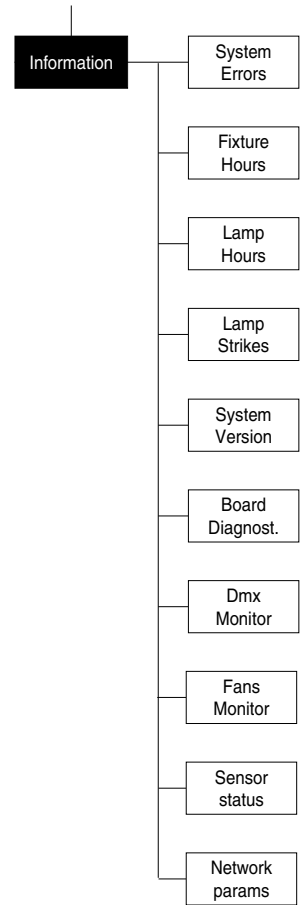 Information
System
Errors
Fixture
Hours
Lamp
Hours
Lamp
Strikes
System
Version
Board
Diagnost.
Dmx
Monitor
Fans
Monitor
Sensor
status
Network
params